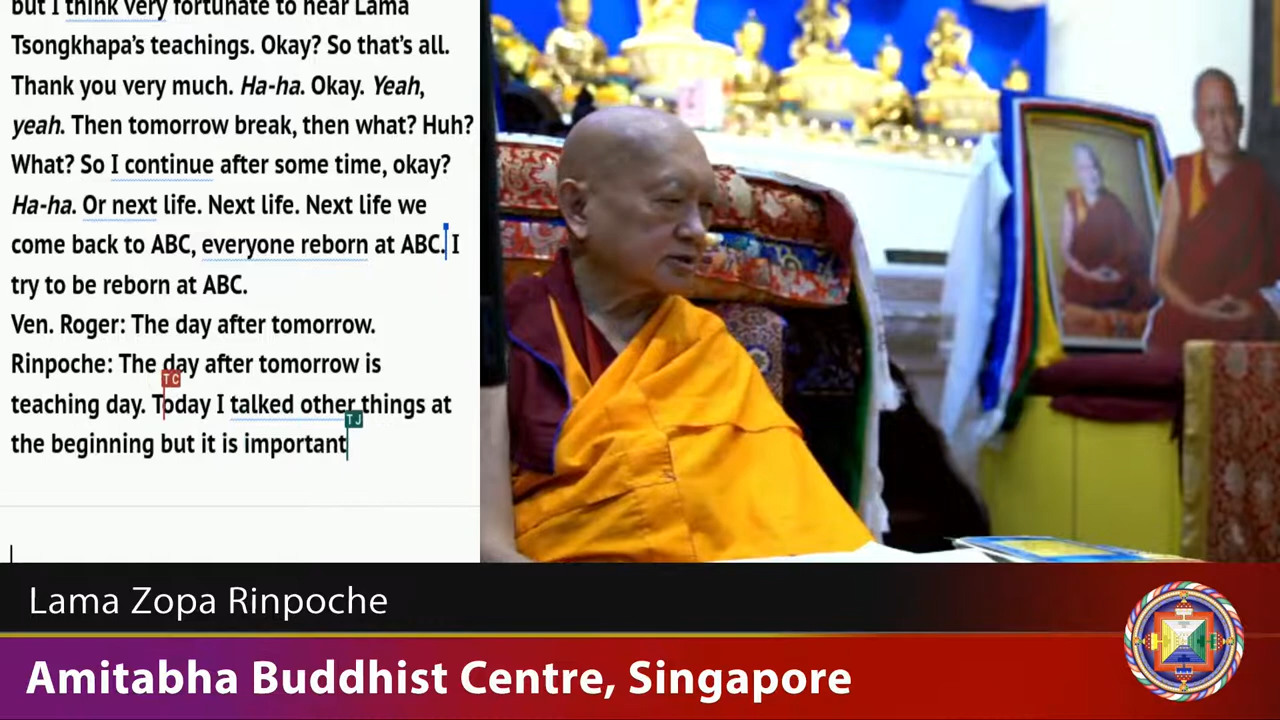 but I think very fortunate to hear Lama
Tsongkhapa's teachings. Okay? So that's all.
Thank you very much. Ha-ha. Okay. Yeah,
yeah. Then tomorrow break, then what? Huh?
What? So I continue after some time, okay?
Ha-ha. Or next life. Next life. Next life we
come back to ABC, everyone reborn at ABC. I
try to be reborn at ABC.
Ven. Roger: The day after tomorrow.
Rinpoche: The day after tomorrow is
TC
teaching day. Today I talked other things at
TJ
the beginning but it is important
Lama Zopa Rinpoche
Amitabha Buddhist Centre, Singapore